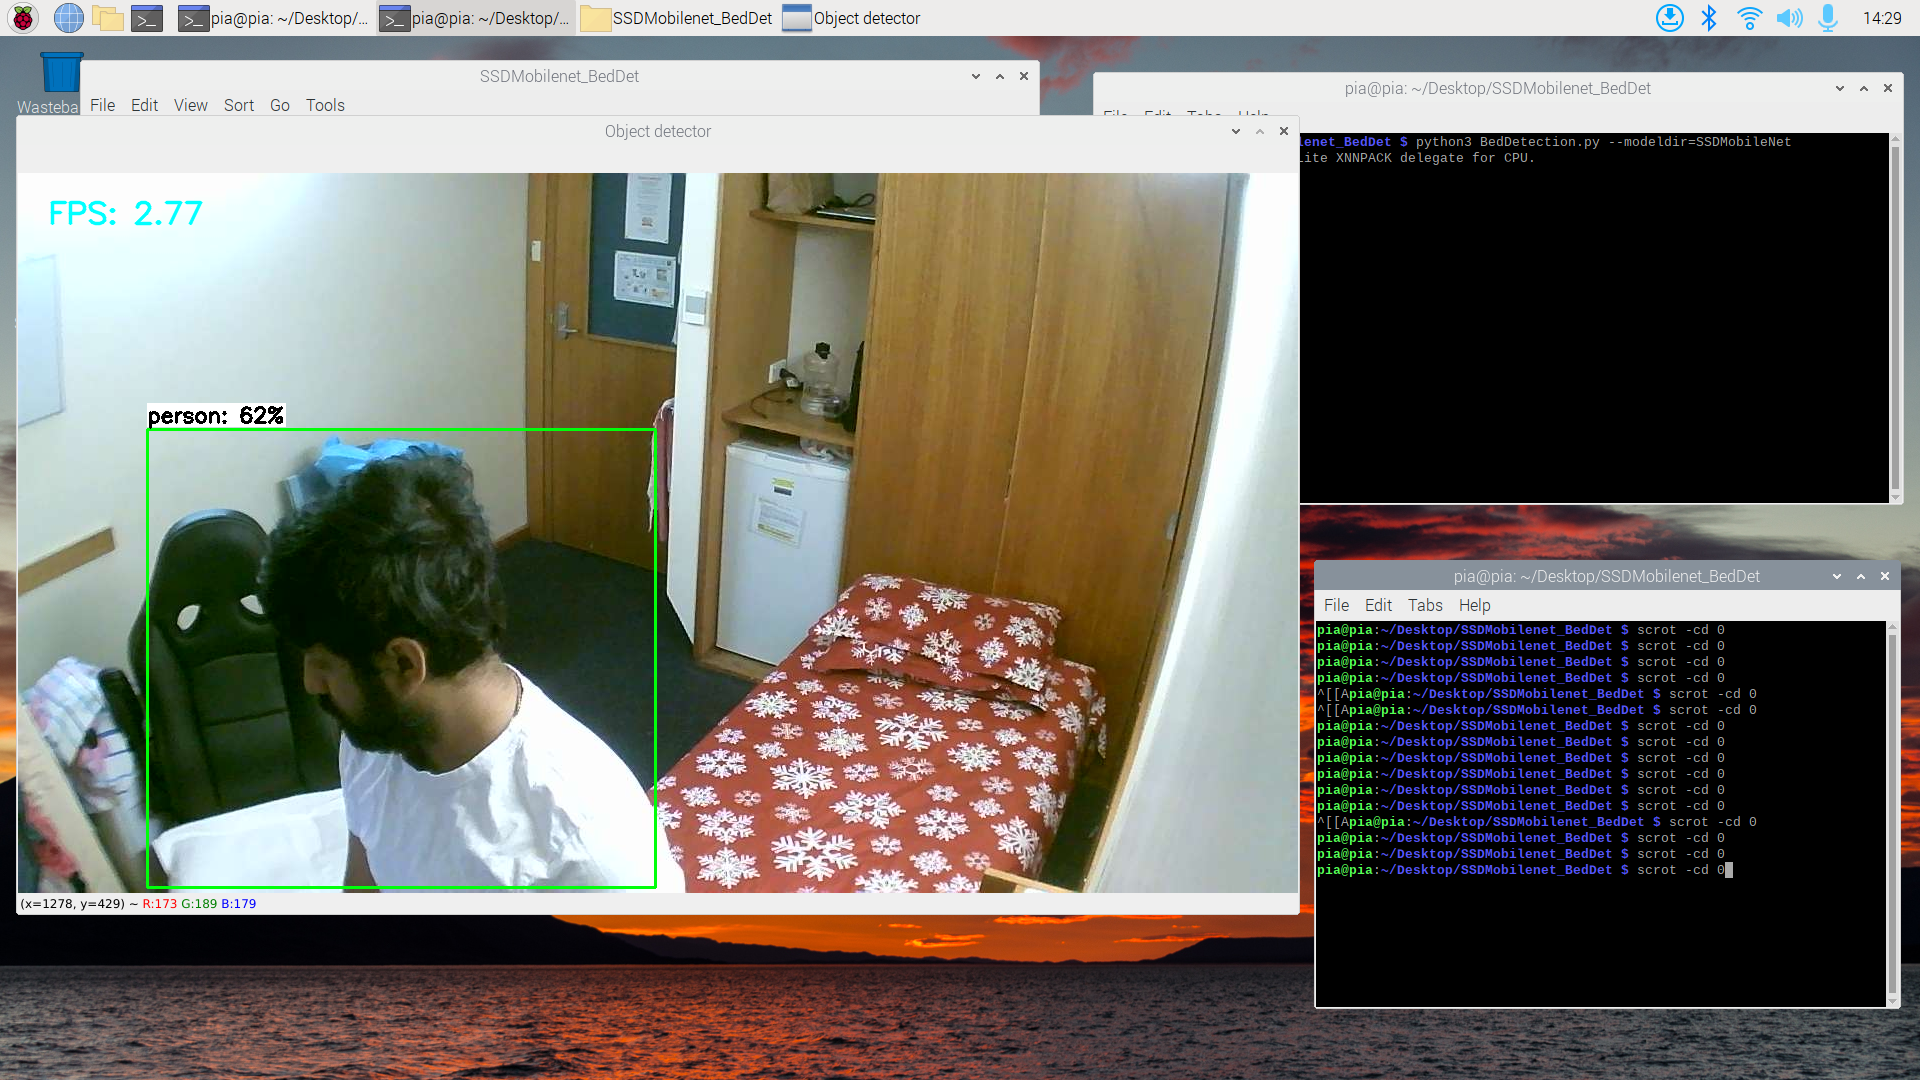 pia@pia: ~/Desktop/...
pia@pia: ~/Desktop/...
SSDMobilenet_BedDet
Object detector
14:29
Wasteba
SSDMobilenet_BedDet
File Edit View Sort Go Tools
pia@pia: ~/Desktop/SSDMobilenet_BedDet
File Edit Tabs Help
lenet_BedDet $ python3 BedDetection.py --modeldir=SSDMobileNet
ite XNNPACK delegate for CPU.
Object detector
FPS: 2.77
person: 62%
(x=1278, y=429) ~ R:173 G:189 B:179
pia@pia: ~/Desktop/SSDMobilenet_BedDet
File Edit Tabs Help
pia@pia:~/Desktop/SSDMobilenet_BedDet $ scrot -cd 0
pia@pia:~/Desktop/SSDMobilenet_BedDet $ scrot -cd 0
pia@pia:~/Desktop/SSDMobilenet_BedDet $ scrot -cd 0
pia@pia:~/Desktop/SSDMobilenet_BedDet $ scrot -cd 0
^[[Apia@pia:~/Desktop/SSDMobilenet_BedDet $ scrot -cd 0
^[[Apia@pia:~/Desktop/SSDMobilenet_BedDet $ scrot -cd 0
pia@pia:~/Desktop/SSDMobilenet_BedDet $ scrot -cd 0
pia@pia:~/Desktop/SSDMobilenet_BedDet $ scrot -cd 0
pia@pia:~/Desktop/SSDMobilenet_BedDet $ scrot -cd 0
pia@pia:~/Desktop/SSDMobilenet_BedDet $ scrot -cd 0
pia@pia:~/Desktop/SSDMobilenet_BedDet $ scrot -cd 0
pia@pia:~/Desktop/SSDMobilenet_BedDet $ scrot -cd 0
^[[Apia@pia:~/Desktop/SSDMobilenet_BedDet $ scrot -cd 0
pia@pia:~/Desktop/SSDMobilenet_BedDet $ scrot -cd 0
pia@pia:~/Desktop/SSDMobilenet_BedDet $ scrot -cd 0
pia@pia:~/Desktop/SSDMobilenet_BedDet $ scrot -cd 0